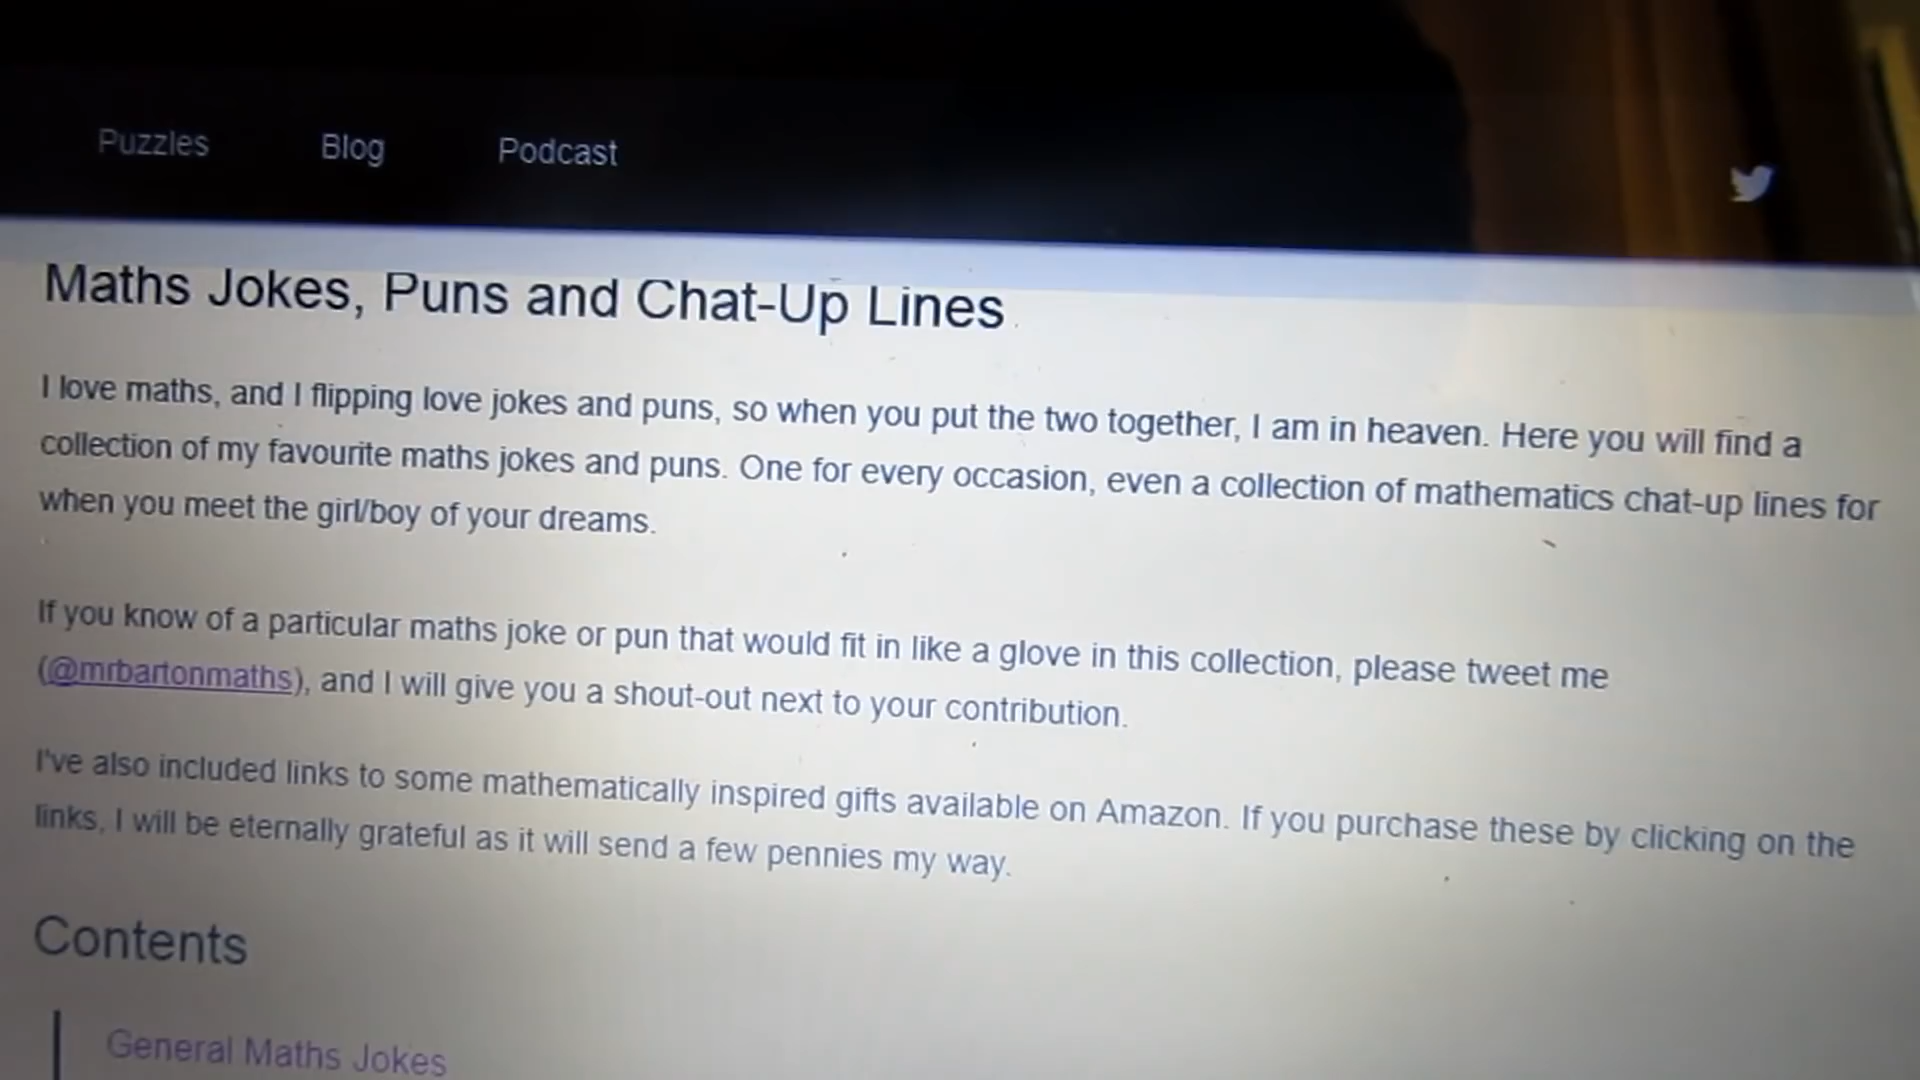 Puzzles Blog Podcast
Maths Jokes, Puns and Chat-Up Lines
I love maths, and I flipping love jokes and puns, so when you put the two together, I am in heaven. Here you will find a
collection of my favourite maths jokes and puns. One for every occasion, even a collection of mathematics chat-up lines for
when you meet the girl/boy of your dreams.
If you know of a particular maths joke or pun that would fit in like a glove in this collection, please tweet me
(@mrbartonmaths), and I will give you a shout-out next to your contribution.
I've also included links to some mathematically inspired gifts available on Amazon. If you purchase these by clicking on the
links, I will be eternally grateful as it will send a few pennies my way.
Contents
General Maths Jokes